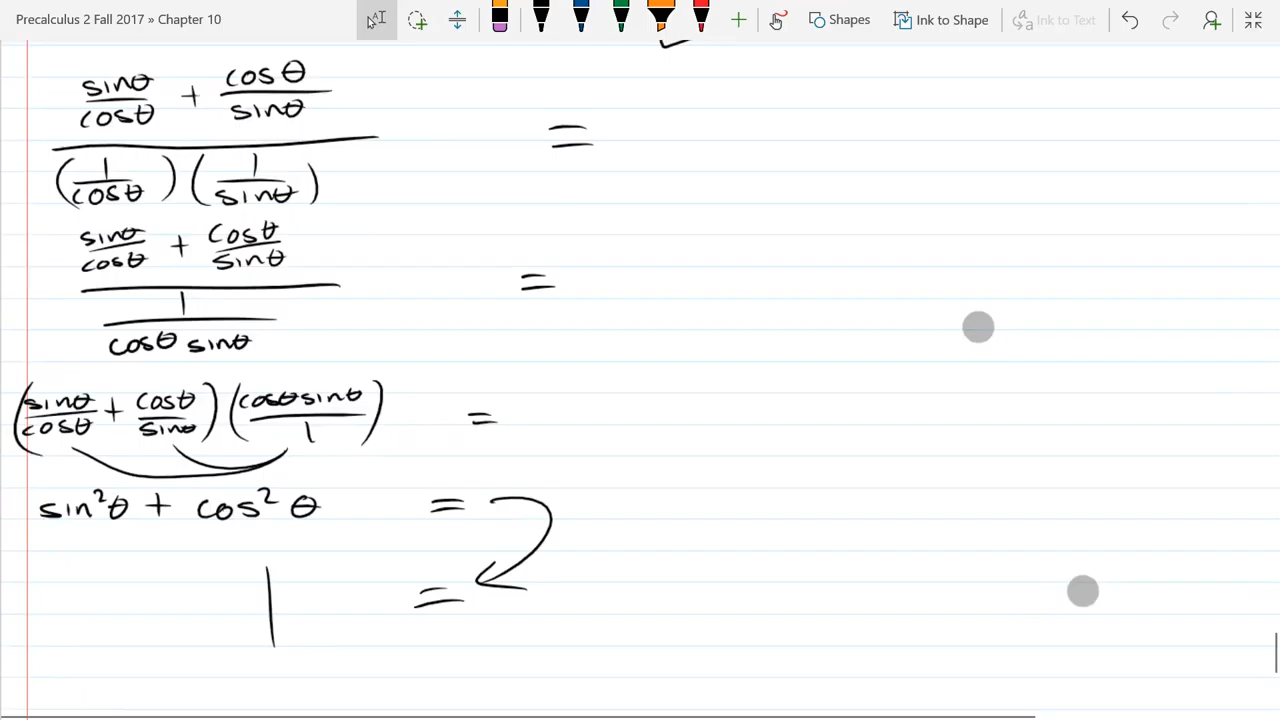 Precalculus 2 Fall 2017 » Chapter 10
Shapes
Ink to Shape
Ink to Text
sinθ/cosθ + cosθ/sinθ
(1/cosθ)(1/sinθ) =
sinθ/cosθ + cosθ/sinθ
1/cosθ sinθ =
(sinθ/cosθ + cosθ/sinθ)(cosθsinθ/1) =
sin²θ + cos²θ =
1 =